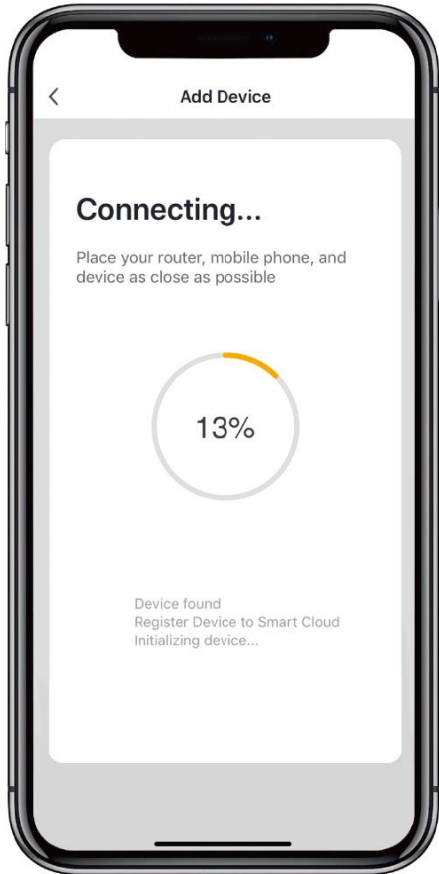 Add Device
Connecting...
Place your router, mobile phone, and
device as close as possible
13%
Device found
Register Device to Smart Cloud
Initializing device...